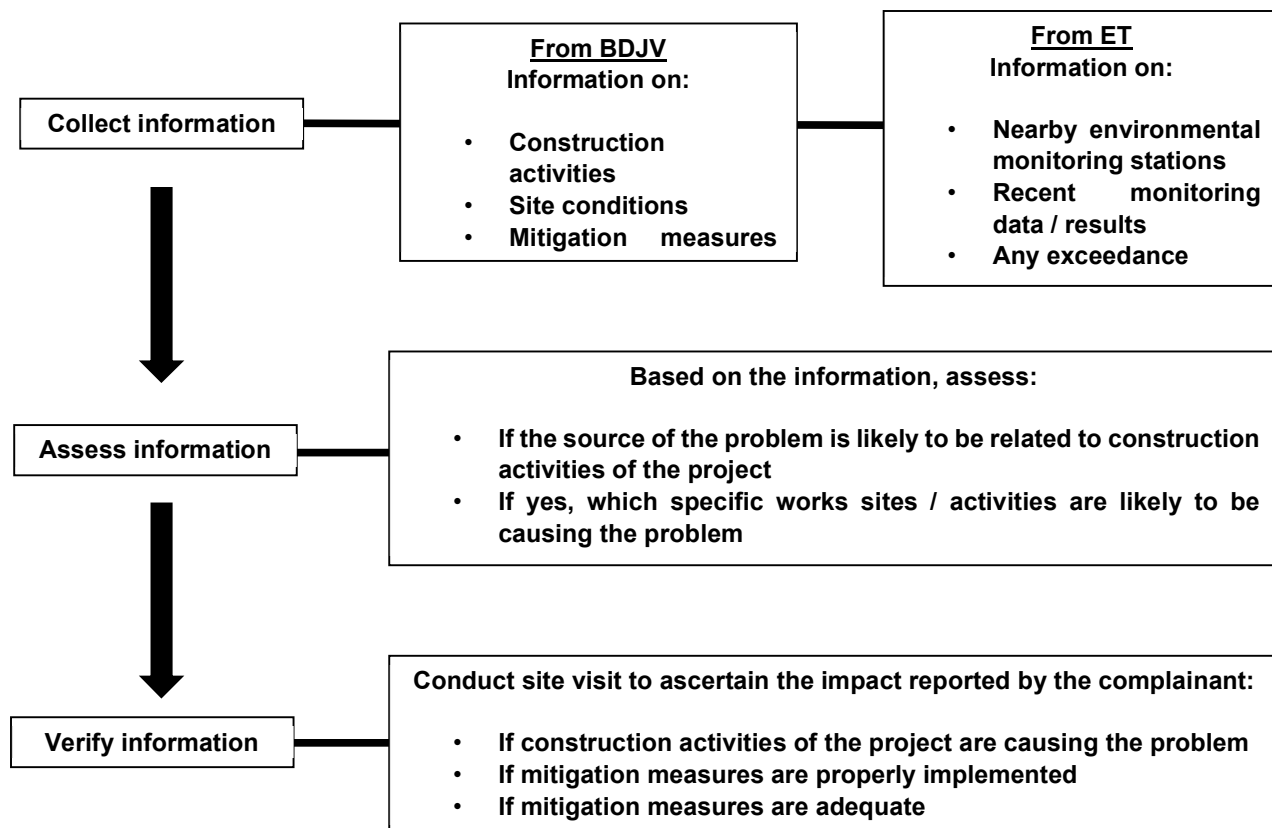 Collect information
From BDJV
Information on:
• Construction
activities
• Site conditions
• Mitigation measures
From ET
Information on:
• Nearby environmental
monitoring stations
• Recent monitoring
data / results
• Any exceedance
Assess information
Based on the information, assess:
• If the source of the problem is likely to be related to construction
activities of the project
• If yes, which specific works sites / activities are likely to be
causing the problem
Verify information
Conduct site visit to ascertain the impact reported by the complainant:
• If construction activities of the project are causing the problem
• If mitigation measures are properly implemented
• If mitigation measures are adequate